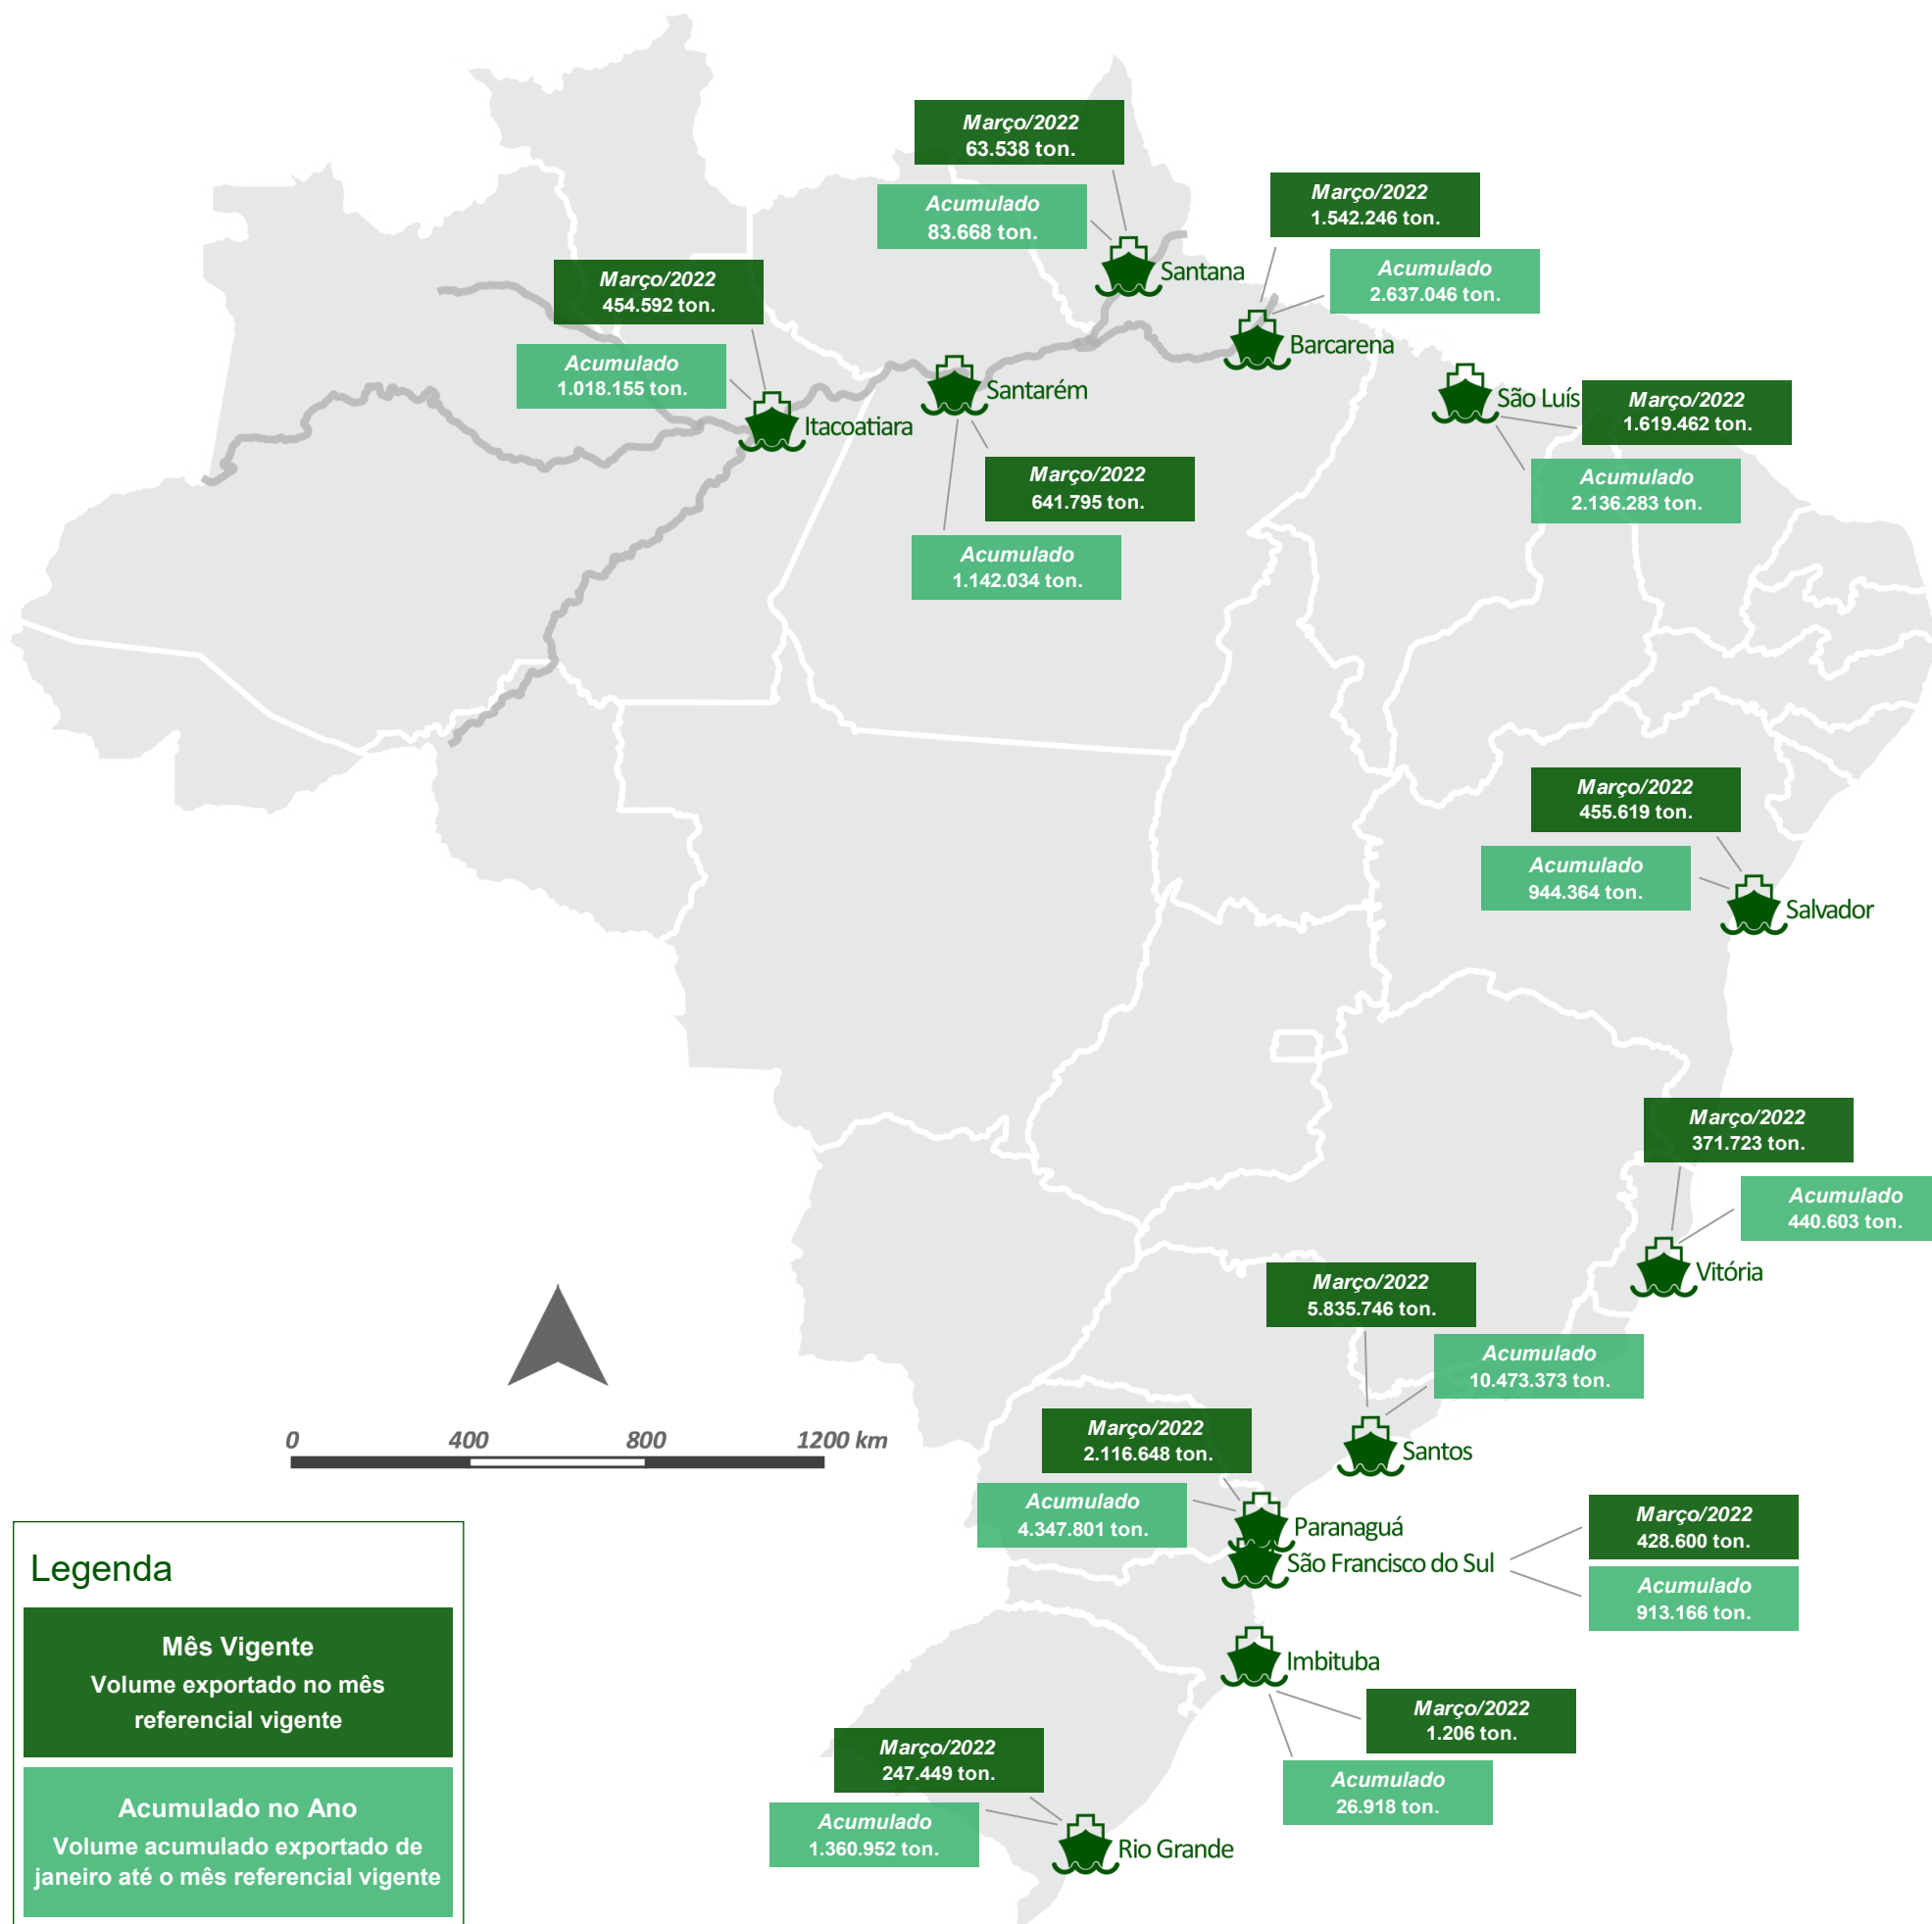 Março/2022
63.538 ton.
Acumulado
83.668 ton.
Santana
Março/2022
1.542.246 ton.
Acumulado
2.637.046 ton.
Barcarena
Março/2022
454.592 ton.
Acumulado
1.018.155 ton.
Itacoatiara
Santarém
Março/2022
641.795 ton.
Acumulado
1.142.034 ton.
São Luís
Março/2022
1.619.462 ton.
Acumulado
2.136.283 ton.
Março/2022
455.619 ton.
Acumulado
944.364 ton.
Salvador
Março/2022
371.723 ton.
Acumulado
440.603 ton.
Vitória
Março/2022
5.835.746 ton.
Acumulado
10.473.373 ton.
Santos
Março/2022
2.116.648 ton.
Acumulado
4.347.801 ton.
Paranaguá
São Francisco do Sul
Março/2022
428.600 ton.
Acumulado
913.166 ton.
Imbituba
Março/2022
1.206 ton.
Acumulado
26.918 ton.
Março/2022
247.449 ton.
Acumulado
1.360.952 ton.
Rio Grande
0 400 800 1200 km
Legenda
Mês Vigente
Volume exportado no mês
referencial vigente
Acumulado no Ano
Volume acumulado exportado de
janeiro até o mês referencial vigente